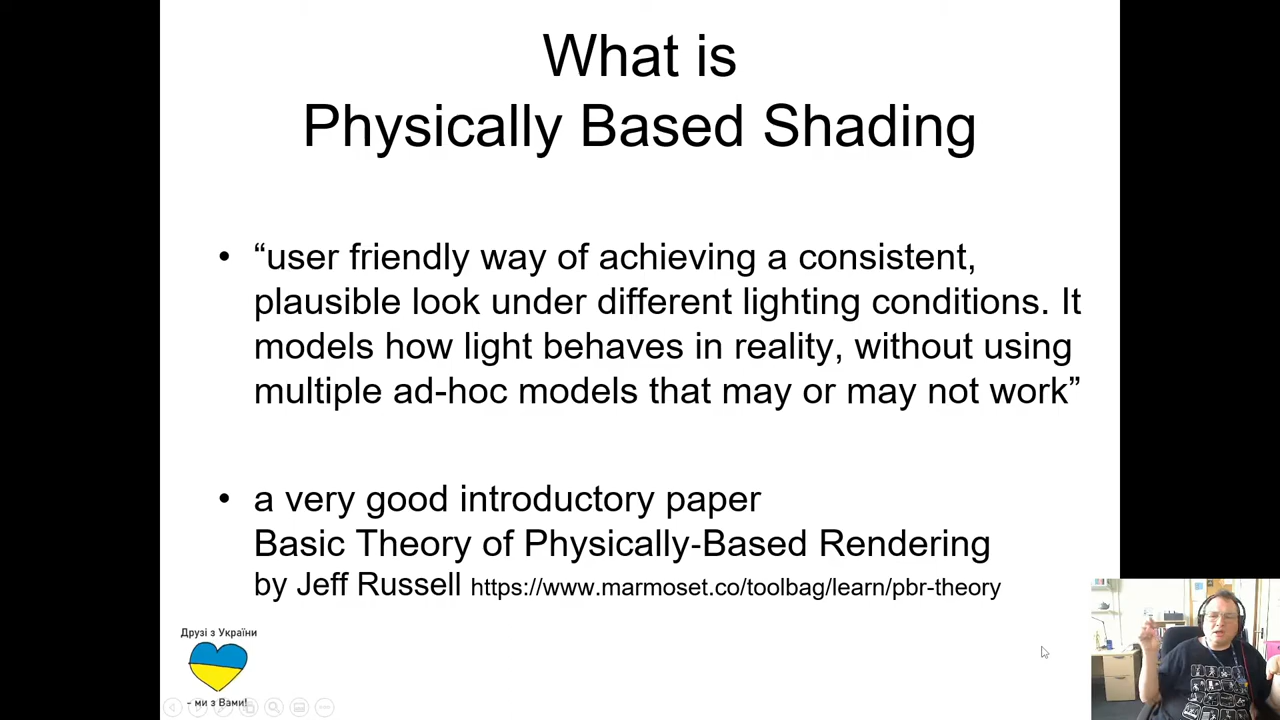 What is
Physically Based Shading
• “user friendly way of achieving a consistent,
plausible look under different lighting conditions. It
models how light behaves in reality, without using
multiple ad-hoc models that may or may not work”
• a very good introductory paper
Basic Theory of Physically-Based Rendering
by Jeff Russell https://www.marmoset.co/toolbag/learn/pbr-theory
Друзі з України
- ми з Вами!